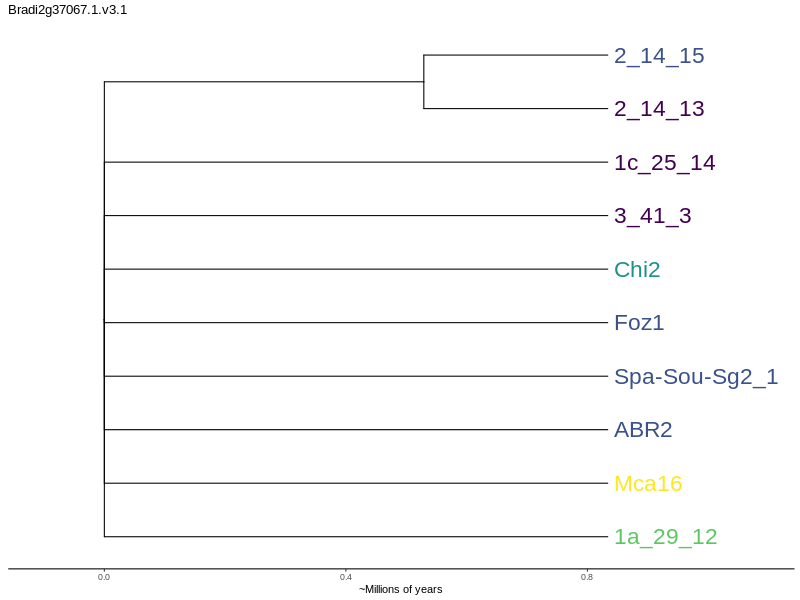 Bradi2g37067.1.v3.1
2_14_15
2_14_13
1c_25_14
3_41_3
Chi2
Foz1
Spa-Sou-Sg2_1
ABR2
Mca16
1a_29_12
0.0 0.4 0.8
~Millions of years